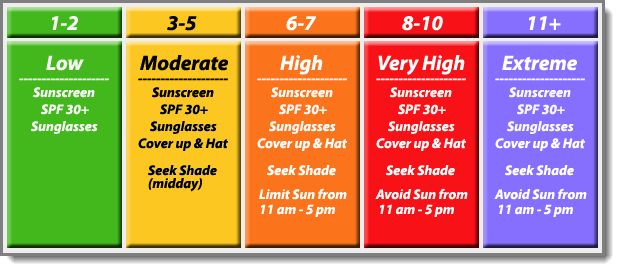 1-2
Low
Sunscreen
SPF 30+
Sunglasses
3-5
Moderate
Sunscreen
SPF 30+
Sunglasses
Cover up & Hat
Seek Shade
(midday)
6-7
High
Sunscreen
SPF 30+
Sunglasses
Cover up & Hat
Seek Shade
Limit Sun from
11 am - 5 pm
8-10
Very High
Sunscreen
SPF 30+
Sunglasses
Cover up & Hat
Seek Shade
Avoid Sun from
11 am - 5 pm
11+
Extreme
Sunscreen
SPF 30+
Sunglasses
Cover up & Hat
Seek Shade
Avoid Sun from
11 am - 5 pm